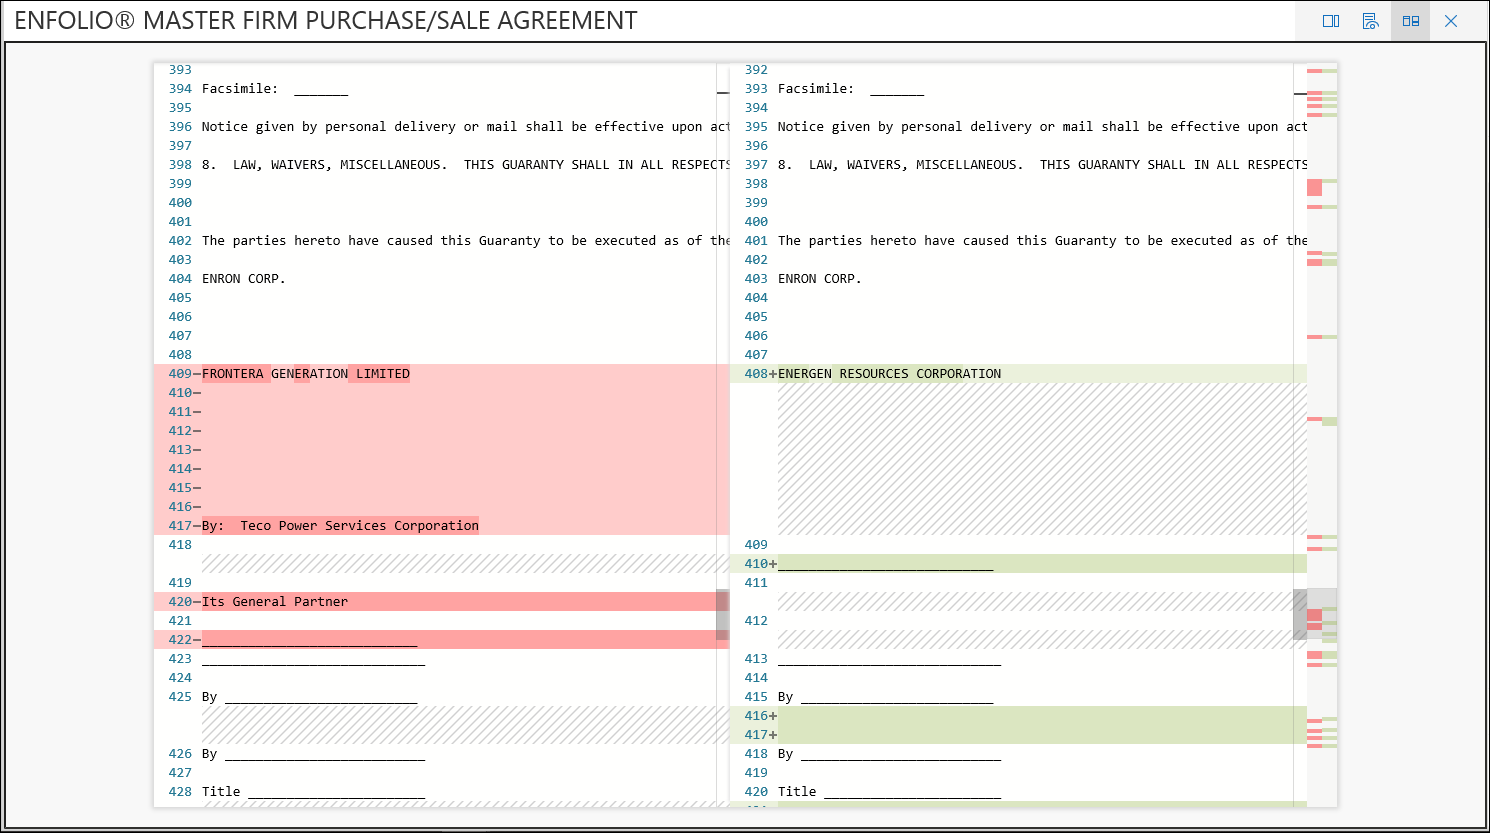 ENFOLIO® MASTER FIRM PURCHASE/SALE AGREEMENT
393
394 Facsimile: _______
395
396 Notice given by personal delivery or mail shall be effective upon act
397
398 8. LAW, WAIVERS, MISCELLANEOUS. THIS GUARANTY SHALL IN ALL RESPECTS
399
400
401
402 The parties hereto have caused this Guaranty to be executed as of the
403
404 ENRON CORP.
405
406
407
408
409– FRONTERA GENERATION LIMITED
410–
411–
412–
413–
414–
415–
416–
417– By: Teco Power Services Corporation
418
419
420– Its General Partner
421
422– ____________________________
423 _____________________________
424
425 By _________________________
426 By __________________________
427
428 Title _______________________
392
393 Facsimile: _______
394
395 Notice given by personal delivery or mail shall be effective upon act
396
397 8. LAW, WAIVERS, MISCELLANEOUS. THIS GUARANTY SHALL IN ALL RESPECTS
398
399
400
401 The parties hereto have caused this Guaranty to be executed as of the
402
403 ENRON CORP.
404
405
406
407
408+ ENERGEN RESOURCES CORPORATION
409
410+ ____________________________
411
412
413 _____________________________
414
415 By _________________________
416+
417+
418 By __________________________
419
420 Title _______________________